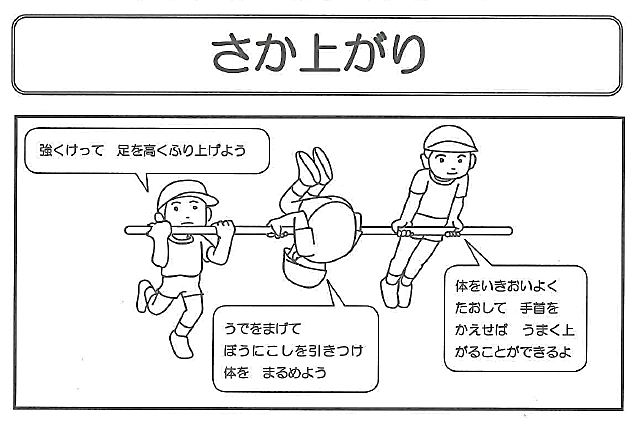 さか上がり
強くけって 足を高くふり上げよう
うでをまげて
ぼうにこしを引きつけ
体を まるめよう
体をいきおいよく
たおして 手首を
かえせば うまく上
がることができるよ